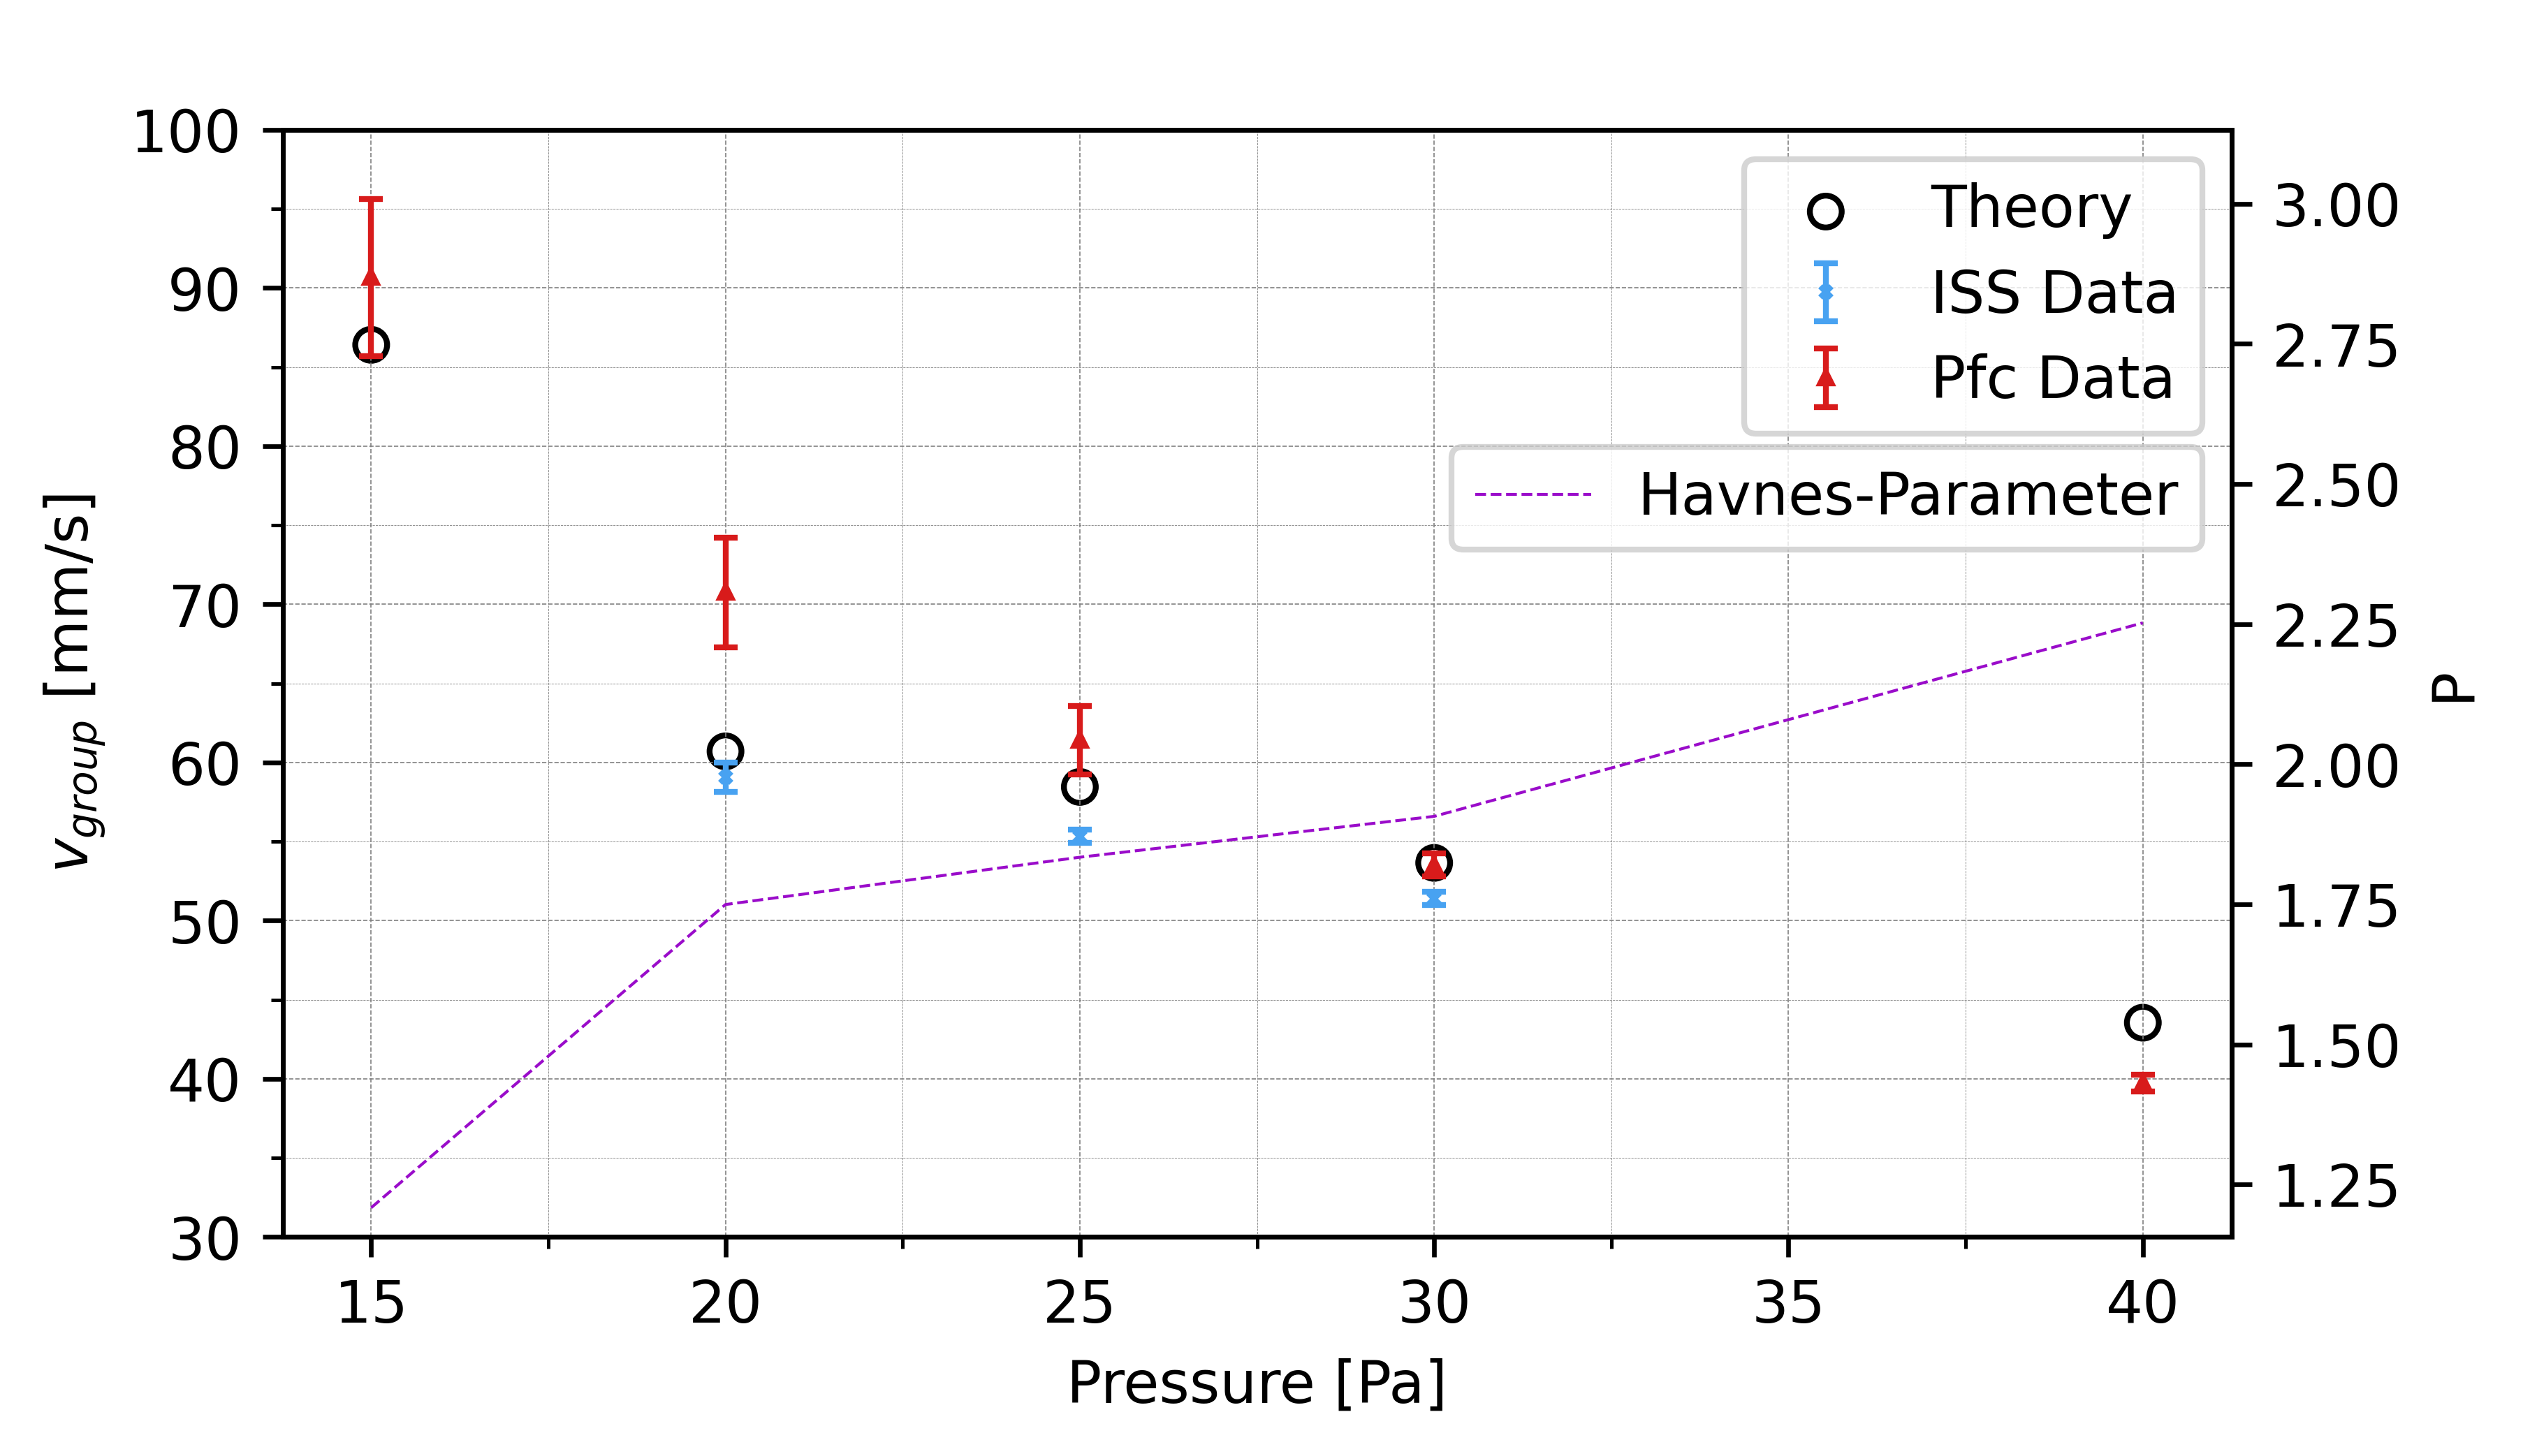 100
90
80
70
60
50
40
30
v_group [mm/s]
Theory
ISS Data
Pfc Data
Havnes-Parameter
3.00
2.75
2.50
2.25
2.00
1.75
1.50
1.25
P
15 20 25 30 35 40
Pressure [Pa]